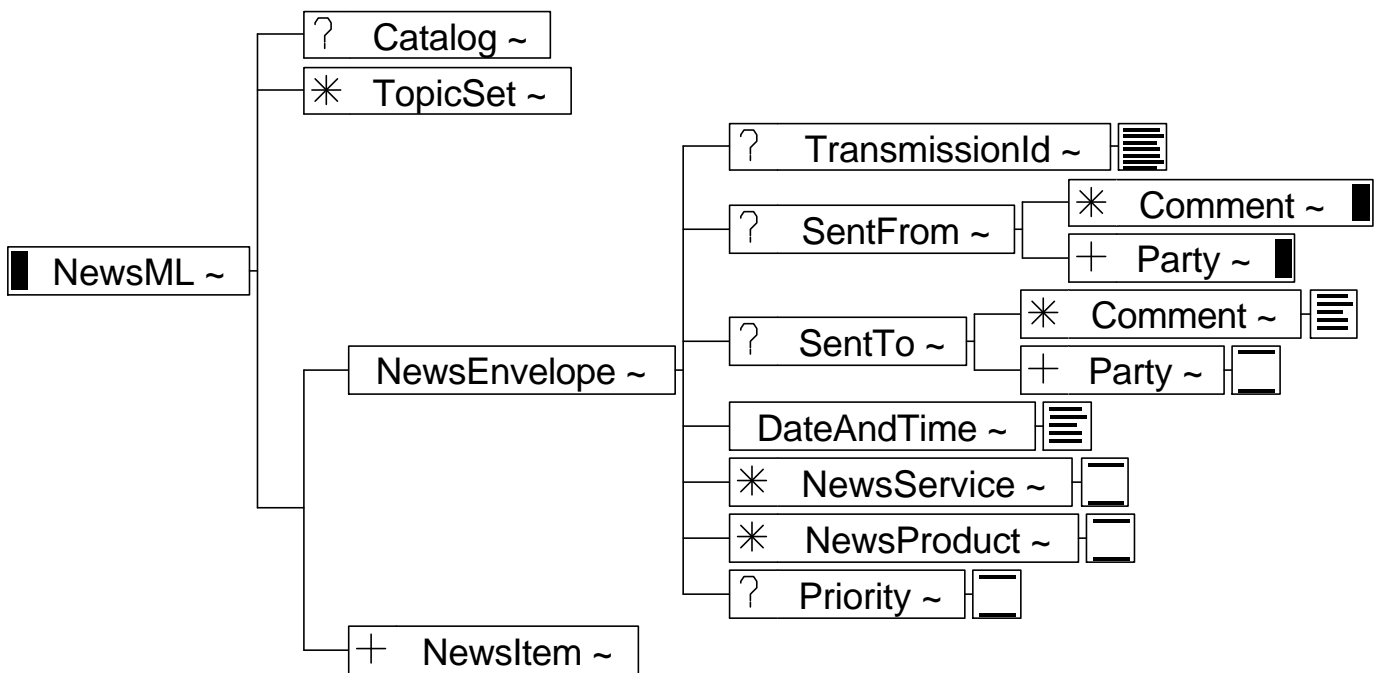 ? Catalog ~
* TopicSet ~
? TransmissionId ~
* Comment ~
? SentFrom ~
+ Party ~
NewsML ~
* Comment ~
? SentTo ~
+ Party ~
NewsEnvelope ~
DateAndTime ~
* NewsService ~
* NewsProduct ~
? Priority ~
+ NewsItem ~